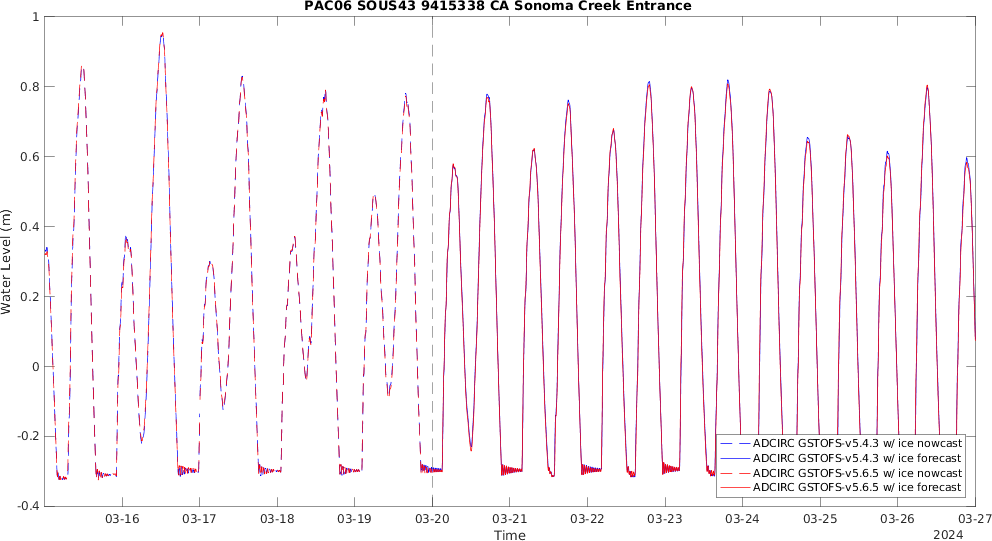 PAC06 SOUS43 9415338 CA Sonoma Creek Entrance
1
0.8
0.6
0.4
0.2
0
-0.2
-0.4
Water Level (m)
ADCIRC GSTOFS-v5.4.3 w/ ice nowcast
ADCIRC GSTOFS-v5.4.3 w/ ice forecast
ADCIRC GSTOFS-v5.6.5 w/ ice nowcast
ADCIRC GSTOFS-v5.6.5 w/ ice forecast
03-16 03-17 03-18 03-19 03-20 03-21 03-22 03-23 03-24 03-25 03-26 03-27
Time
2024